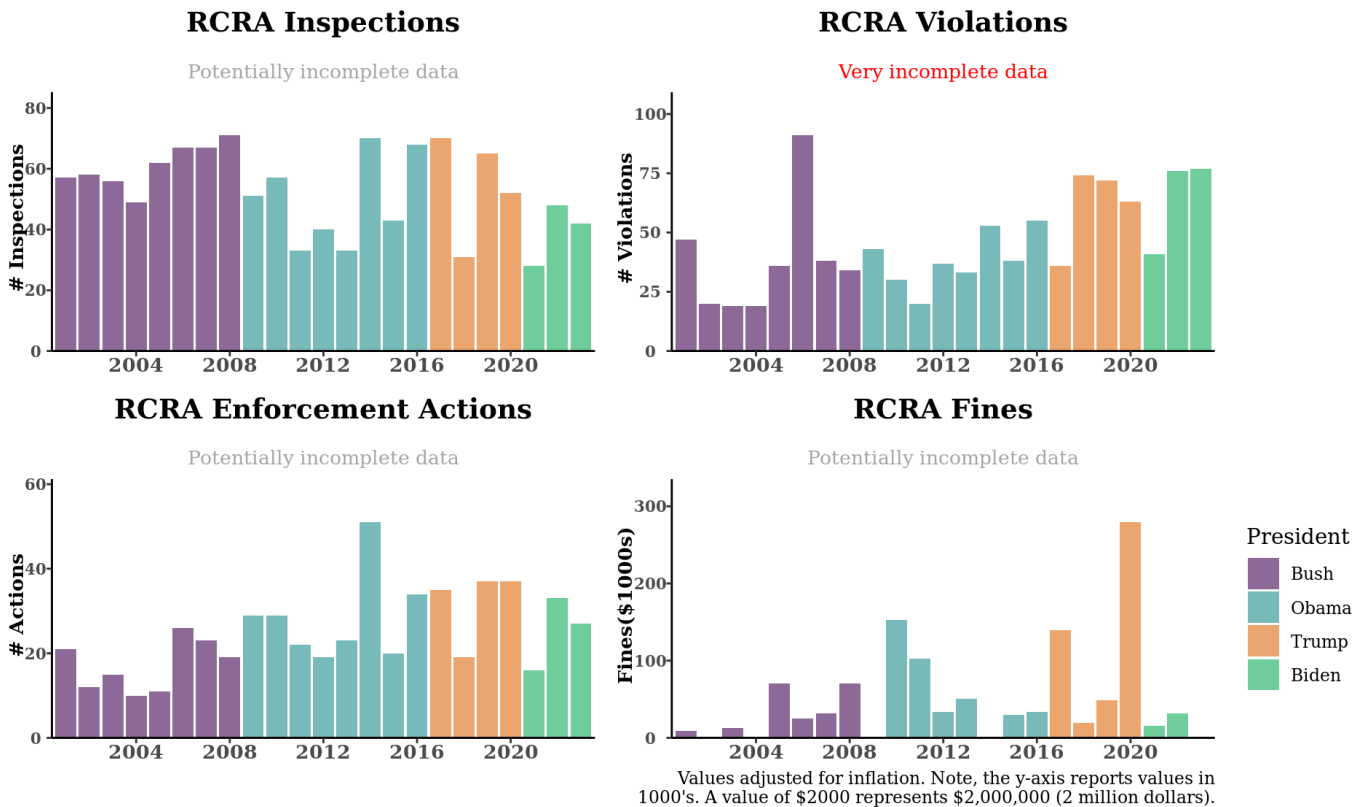 RCRA Inspections
Potentially incomplete data
# Inspections
80
60
40
20
0
2004 2008 2012 2016 2020
RCRA Violations
Very incomplete data
# Violations
100
75
50
25
0
2004 2008 2012 2016 2020
RCRA Enforcement Actions
Potentially incomplete data
# Actions
60
40
20
0
2004 2008 2012 2016 2020
RCRA Fines
Potentially incomplete data
Fines($1000s)
300
200
100
0
2004 2008 2012 2016 2020
President
Bush
Obama
Trump
Biden
Values adjusted for inflation. Note, the y-axis reports values in
1000's. A value of $2000 represents $2,000,000 (2 million dollars).